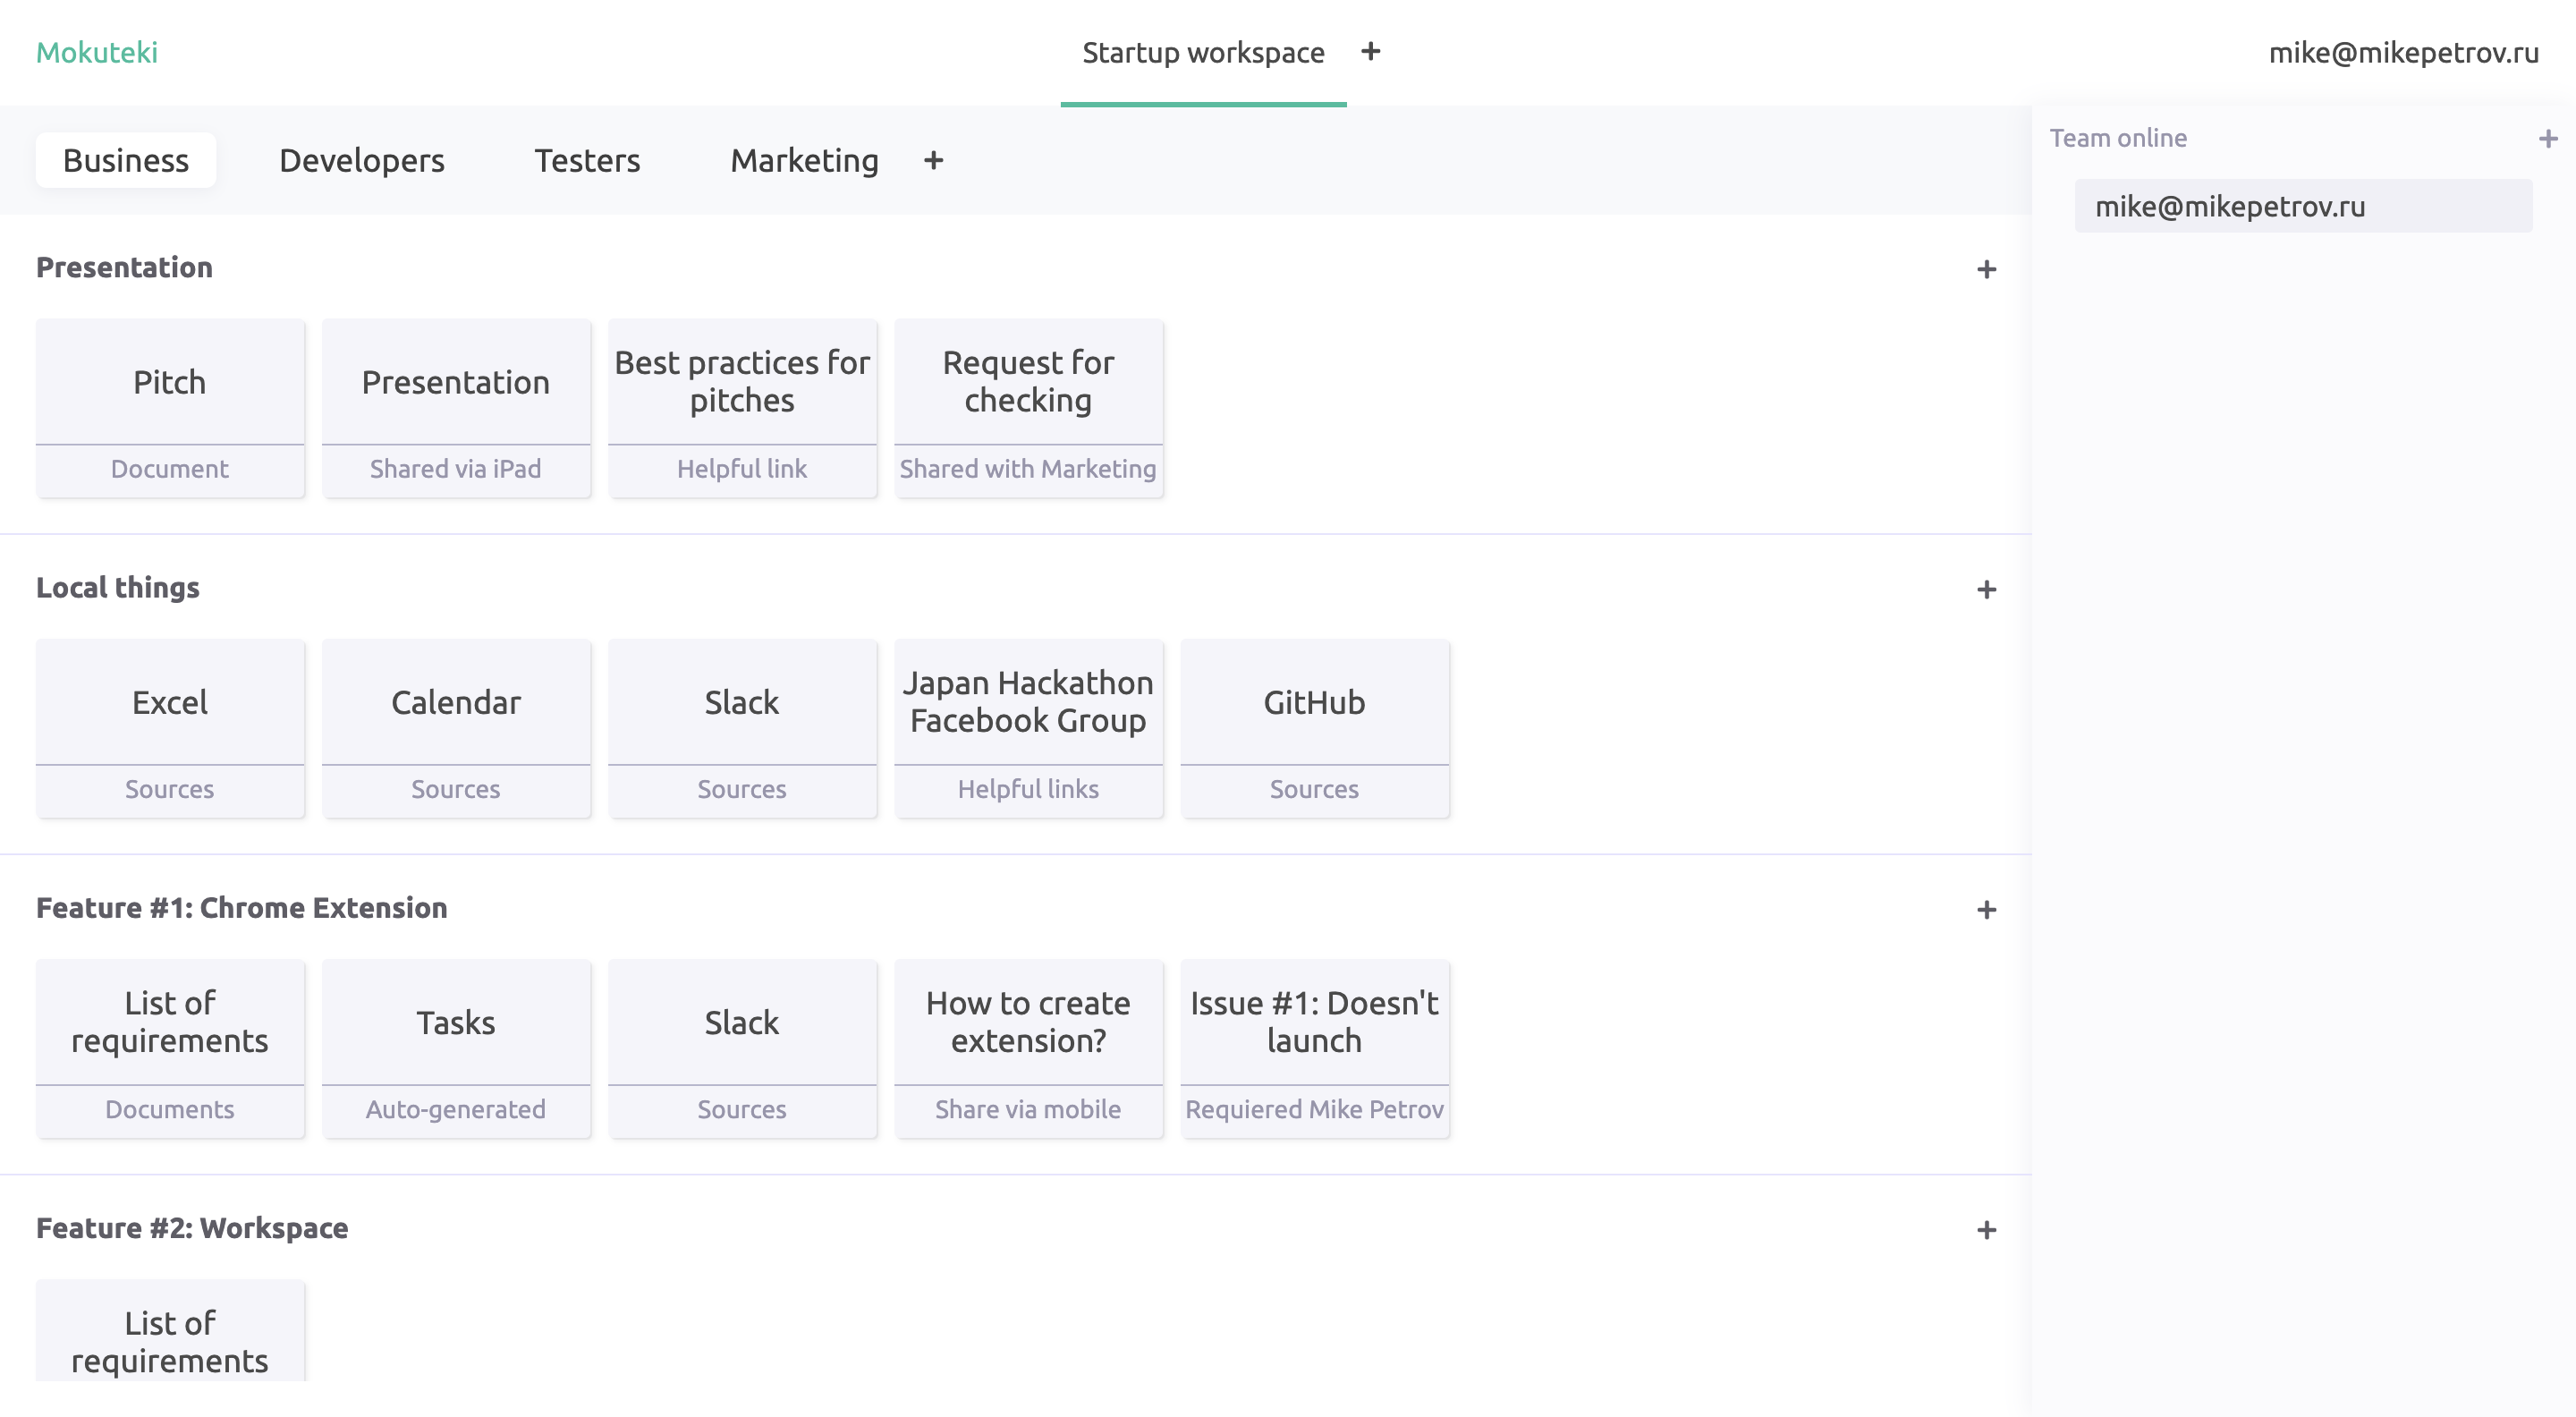 Mokuteki
Startup workspace +
mike@mikepetrov.ru
Business Developers Testers Marketing +
Team online +
mike@mikepetrov.ru
Presentation +
Pitch
Document
Presentation
Shared via iPad
Best practices for
pitches
Helpful link
Request for
checking
Shared with Marketing
Local things +
Excel
Sources
Calendar
Sources
Slack
Sources
Japan Hackathon
Facebook Group
Helpful links
GitHub
Sources
Feature #1: Chrome Extension +
List of
requirements
Documents
Tasks
Auto-generated
Slack
Sources
How to create
extension?
Share via mobile
Issue #1: Doesn't
launch
Requiered Mike Petrov
Feature #2: Workspace +
List of
requirements